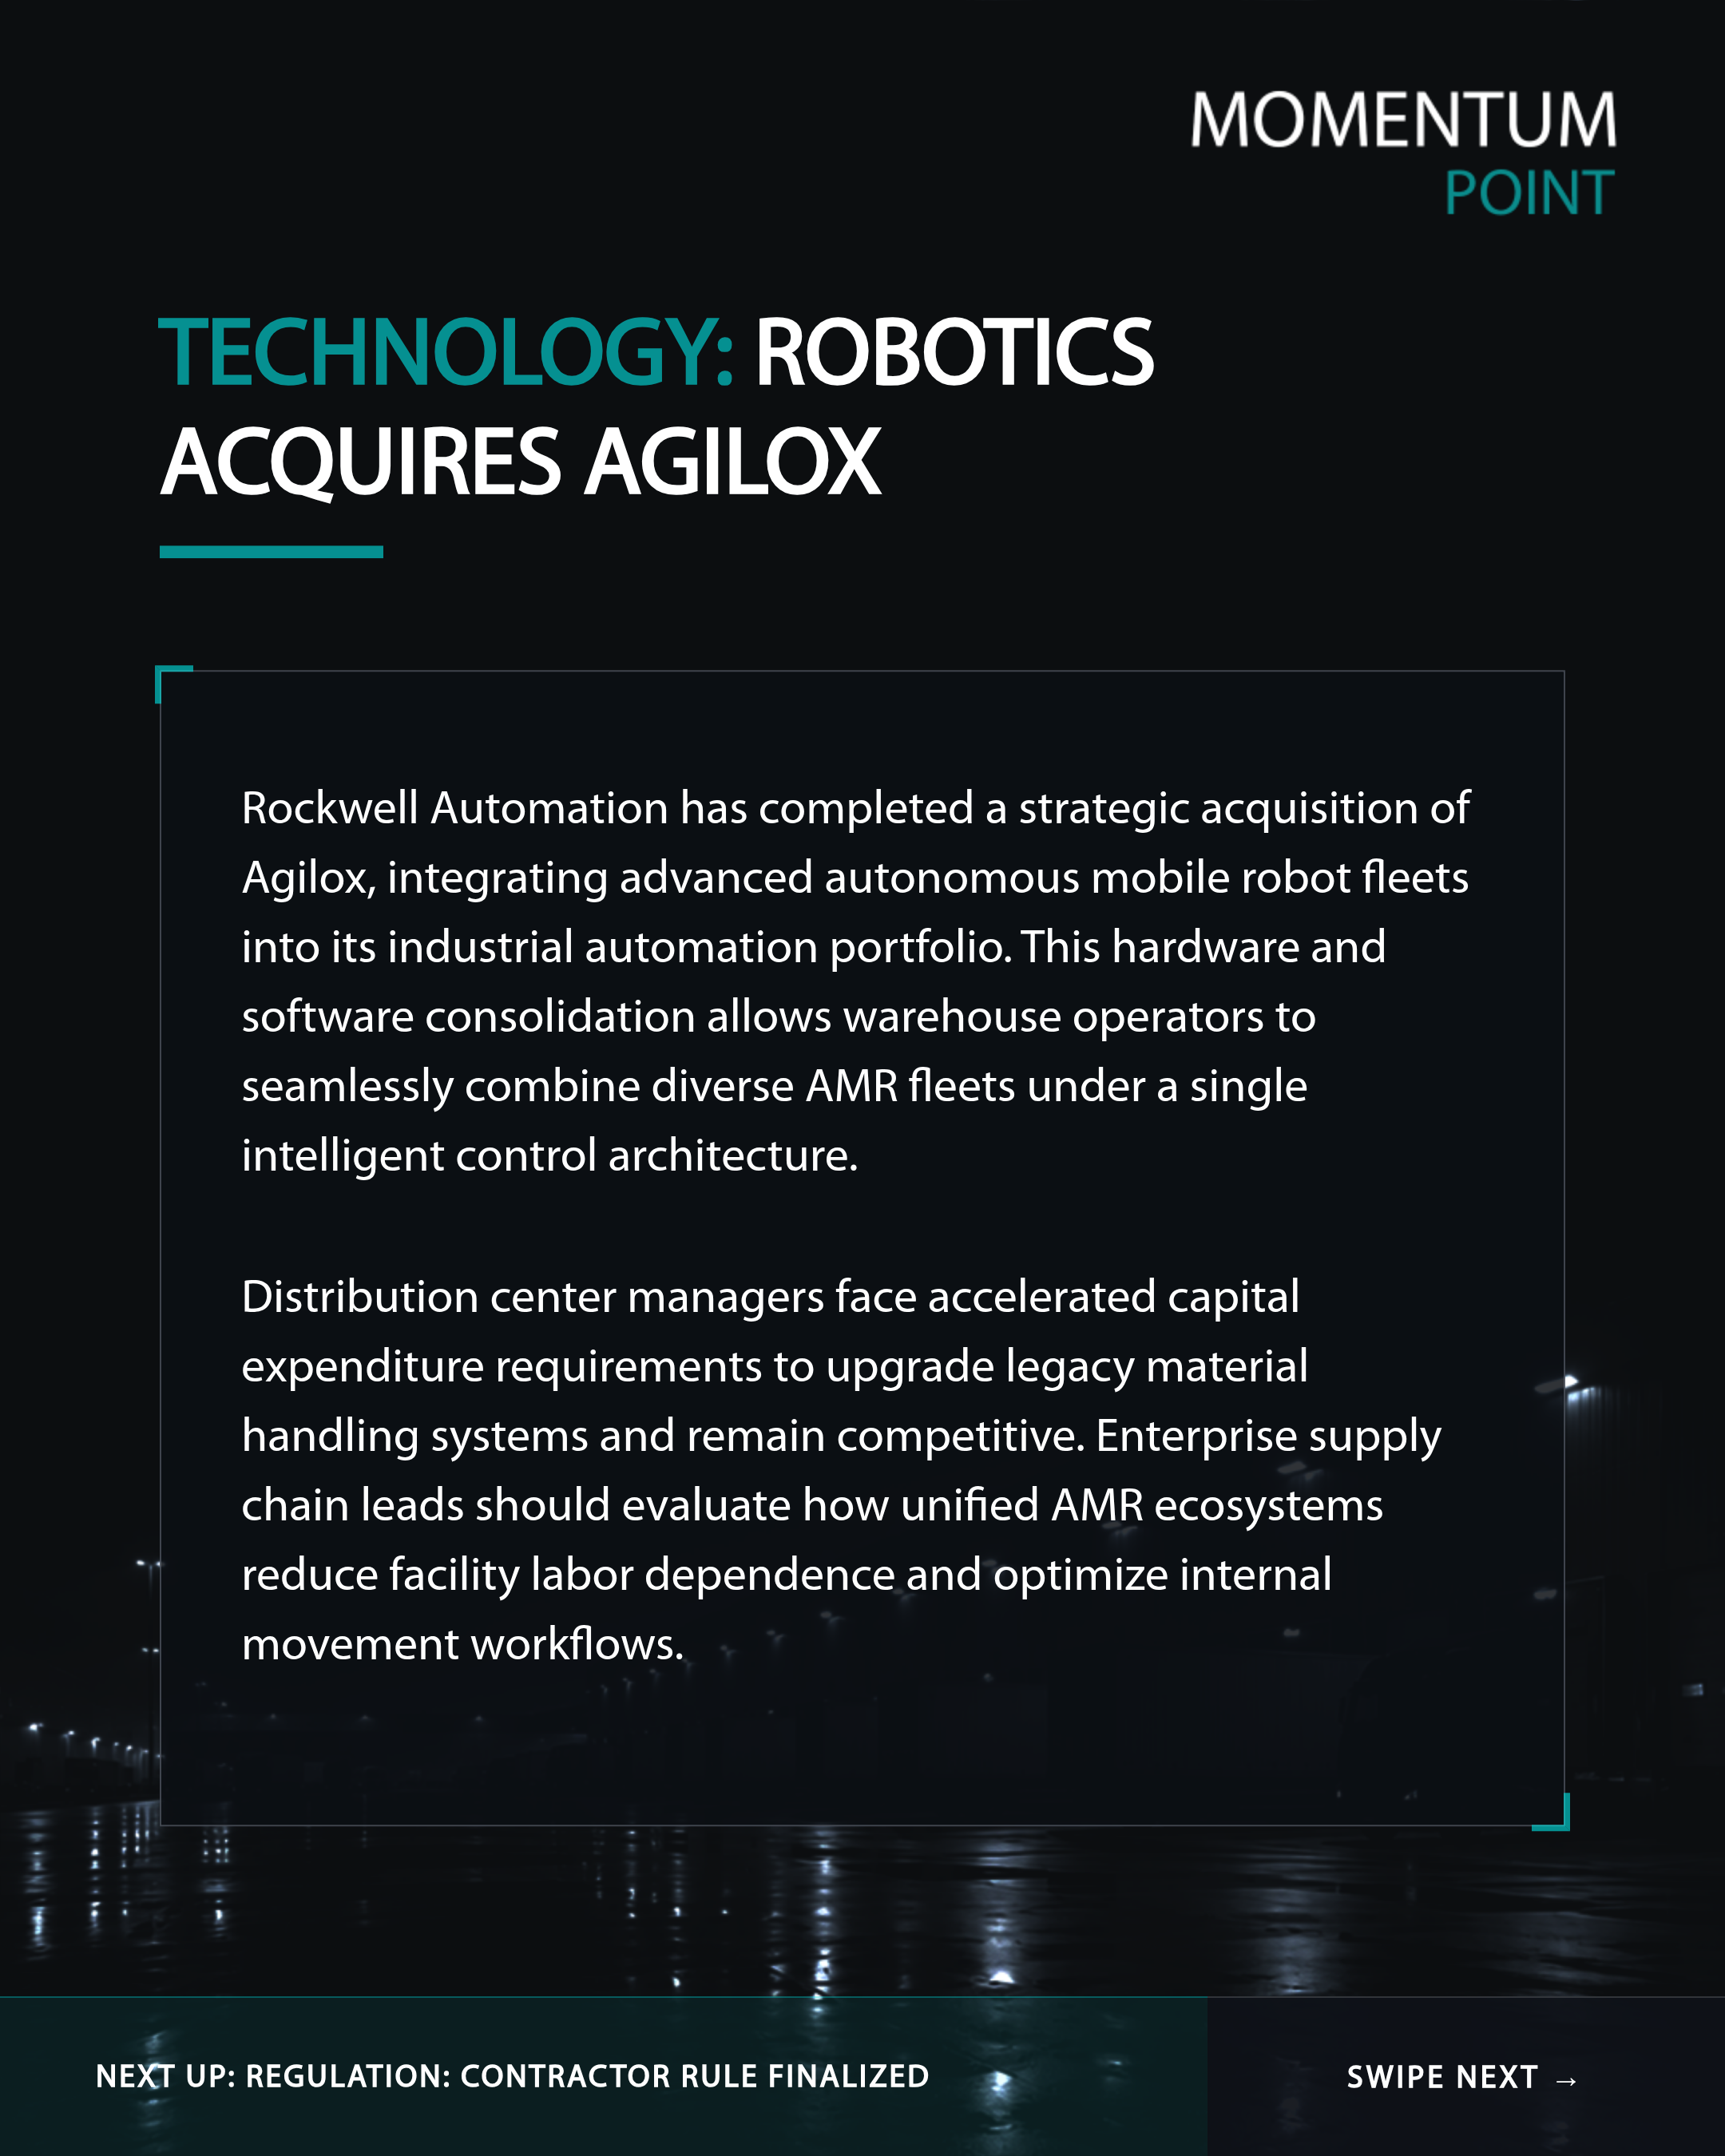 MOMENTUM
POINT
TECHNOLOGY: ROBOTICS
ACQUIRES AGILOX
Rockwell Automation has completed a strategic acquisition of
Agilox, integrating advanced autonomous mobile robot fleets
into its industrial automation portfolio. This hardware and
software consolidation allows warehouse operators to
seamlessly combine diverse AMR fleets under a single
intelligent control architecture.
Distribution center managers face accelerated capital
expenditure requirements to upgrade legacy material
handling systems and remain competitive. Enterprise supply
chain leads should evaluate how unified AMR ecosystems
reduce facility labor dependence and optimize internal
movement workflows.
NEXT UP: REGULATION: CONTRACTOR RULE FINALIZED
SWIPE NEXT →